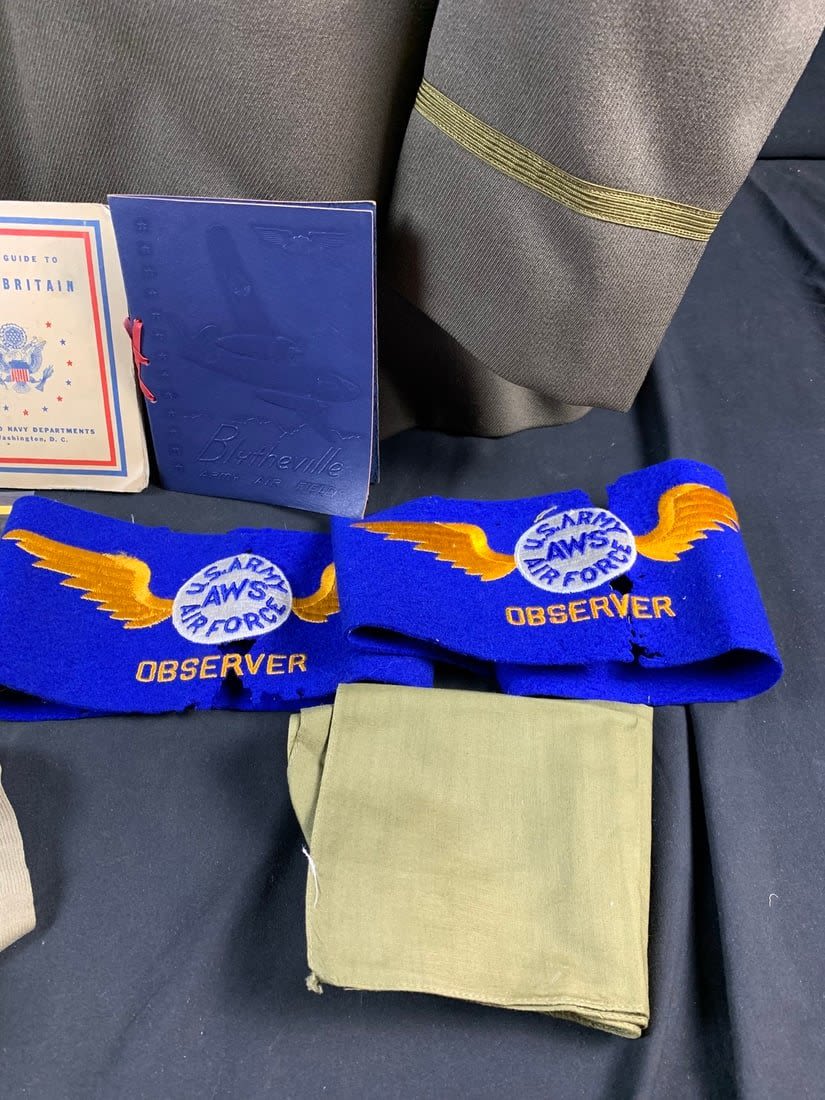 GUIDE TO
BRITAIN
NAVY DEPARTMENTS
Washington, D. C.
Blytheville
ARMY AIR FIELD
U.S. ARMY
AWS
AIR FORCE
OBSERVER
U.S. ARMY
AWS
AIR FORCE
OBSERVER